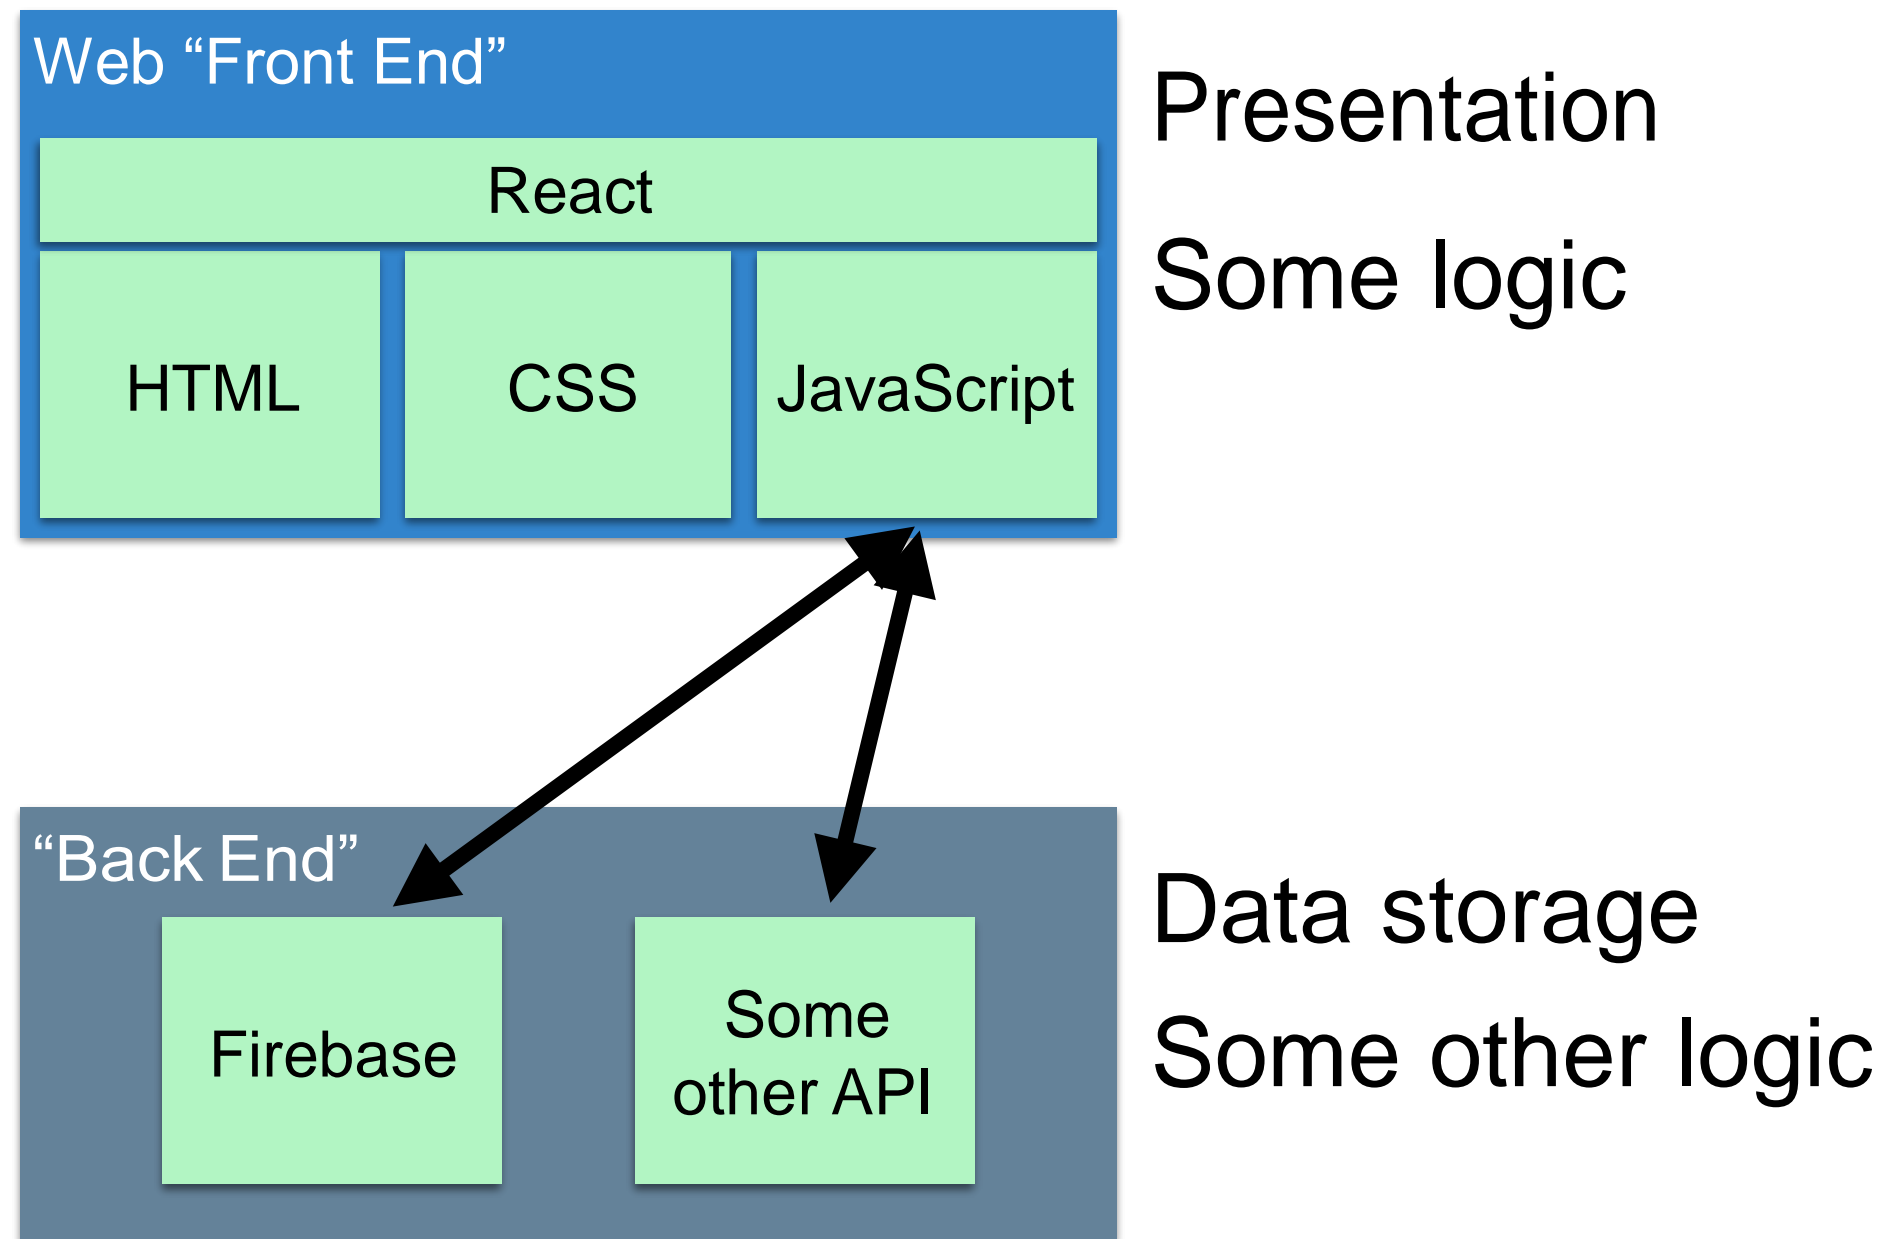 Web “Front End”
Presentation
React
Some logic
HTML
CSS
JavaScript
“Back End”
Data storage
Firebase
Some
other API
Some other logic